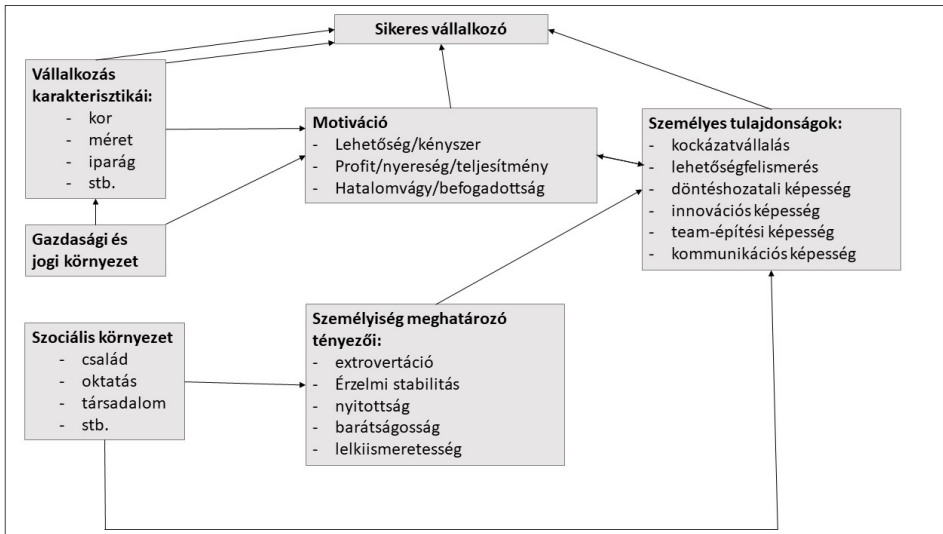 Sikeres vállalkozó
Vállalkozás
karakterisztikái:
- kor
- méret
- iparág
- stb.
Motiváció
- Lehetőség/kényszer
- Profit/nyereség/teljesítmény
- Hatalomvágy/befogadottság
Személyes tulajdonságok:
- kockázatvállalás
- lehetőségfelismerés
- döntéshozatali képesség
- innovációs képesség
- team-építési képesség
- kommunikációs képesség
Gazdasági és
jogi környezet
Szociális környezet
- család
- oktatás
- társadalom
- stb.
Személyiség meghatározó
tényezői:
- extrovertáció
- Érzelmi stabilitás
- nyitottság
- barátságosság
- lelkiismeretesség